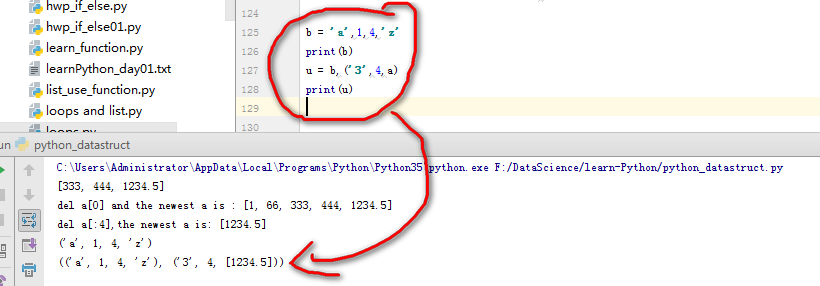 hwp_if_else.py
hwp_if_else01.py
learn_function.py
learnPython_day01.txt
list_use_function.py
loops and list.py
loops.py
124
125 b = 'a',1,4,'z'
126 print(b)
127 u = b,('3',4,a)
128 print(u)
129
130
un python_datastruct
C:\Users\Administrator\AppData\Local\Programs\Python\Python35\python.exe F:/DataScience/learn-Python/python_datastruct.py
[333, 444, 1234.5]
del a[0] and the newest a is : [1, 66, 333, 444, 1234.5]
del a[:4],the newest a is: [1234.5]
('a', 1, 4, 'z')
(('a', 1, 4, 'z'), ('3', 4, [1234.5]))